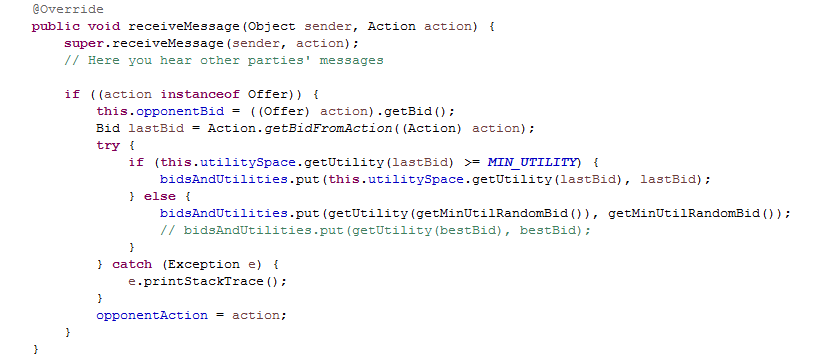 @Override
public void receiveMessage(Object sender, Action action) {
    super.receiveMessage(sender, action);
    // Here you hear other parties' messages

    if ((action instanceof Offer)) {
        this.opponentBid = ((Offer) action).getBid();
        Bid lastBid = Action.getBidFromAction((Action) action);
        try {
            if (this.utilitySpace.getUtility(lastBid) >= MIN_UTILITY) {
                bidsAndUtilities.put(this.utilitySpace.getUtility(lastBid), lastBid);
            } else {
                bidsAndUtilities.put(getUtility(getMinUtilRandomBid()), getMinUtilRandomBid());
                // bidsAndUtilities.put(getUtility(bestBid), bestBid);
            }
        } catch (Exception e) {
            e.printStackTrace();
        }
        opponentAction = action;
    }
}